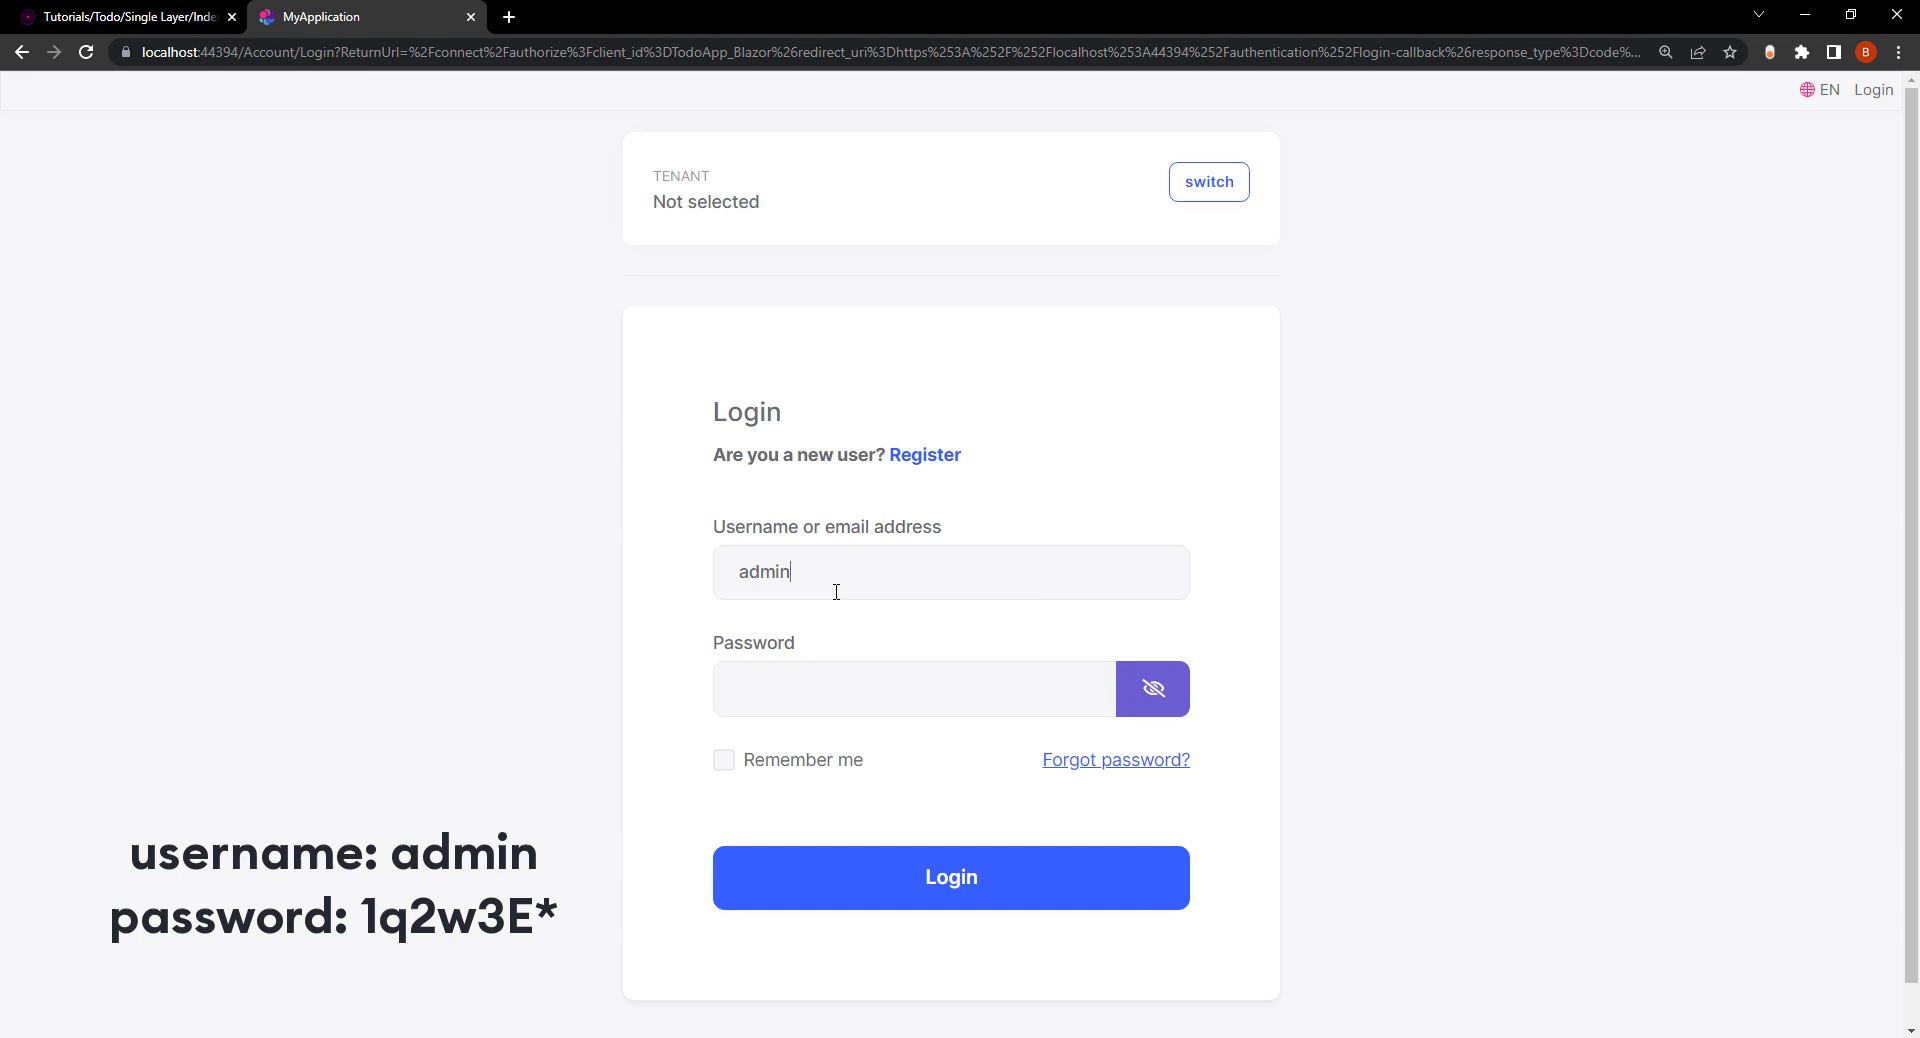 Tutorials/Todo/Single Layer/Inde
MyApplication
localhost:44394/Account/Login?ReturnUrl=%2Fconnect%2Fauthorize%3Fclient_id%3DTodoApp_Blazor%26redirect_uri%3Dhttps%253A%252F%252Flocalhost%253A44394%252Fauthentication%252Flogin-callback%26response_type%3Dcode%...
B
EN Login
TENANT
Not selected
switch
Login
Are you a new user? Register
Username or email address
admin
Password
Remember me
Forgot password?
Login
username: admin
password: 1q2w3E*